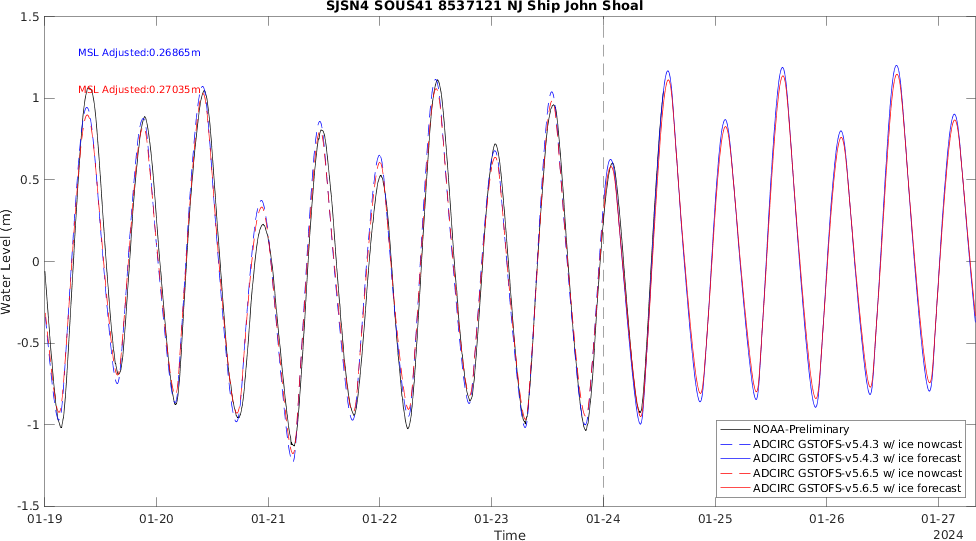 SJSN4 SOUS41 8537121 NJ Ship John Shoal
1.5
MSL Adjusted:0.26865m
1
MSL Adjusted:0.27035m
0.5
0
-0.5
-1
-1.5
Water Level (m)
NOAA-Preliminary
ADCIRC GSTOFS-v5.4.3 w/ ice nowcast
ADCIRC GSTOFS-v5.4.3 w/ ice forecast
ADCIRC GSTOFS-v5.6.5 w/ ice nowcast
ADCIRC GSTOFS-v5.6.5 w/ ice forecast
01-19 01-20 01-21 01-22 01-23 01-24 01-25 01-26 01-27
Time
2024